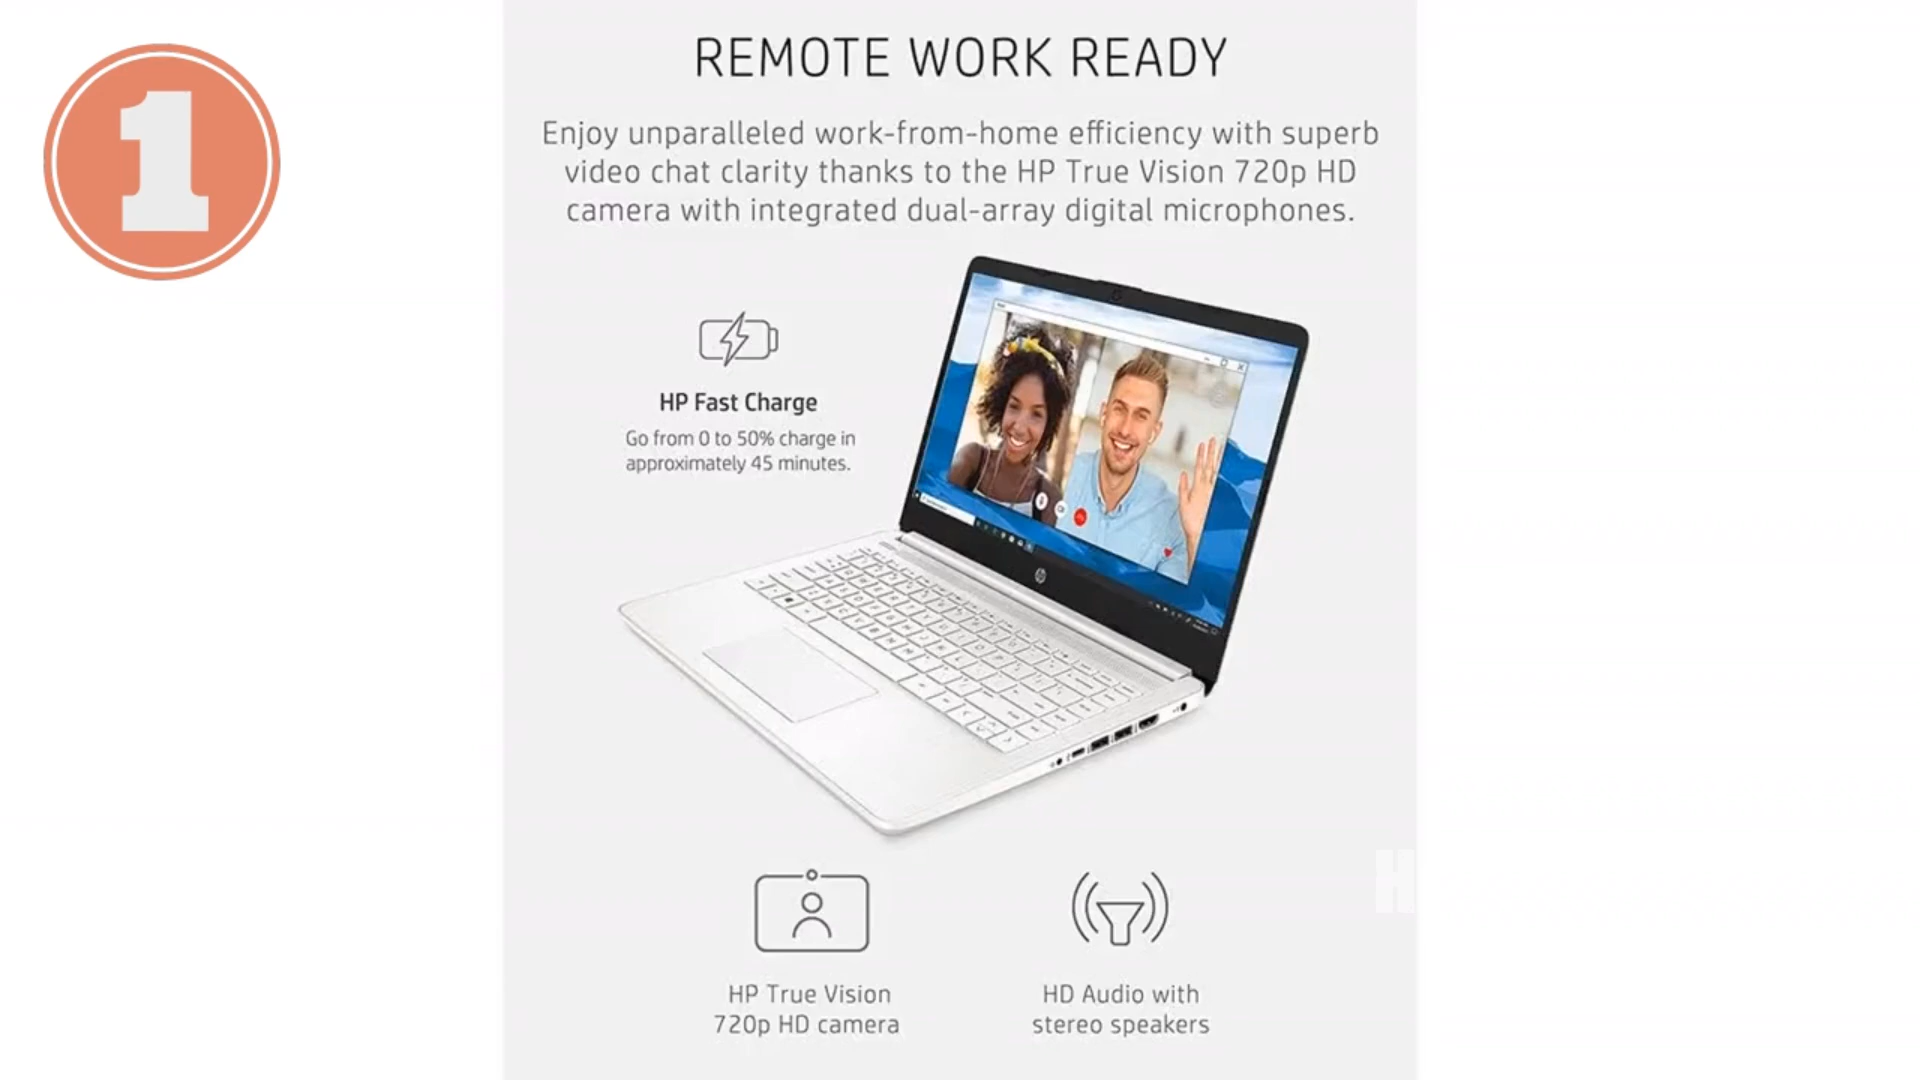 1
REMOTE WORK READY
Enjoy unparalleled work-from-home efficiency with superb
video chat clarity thanks to the HP True Vision 720p HD
camera with integrated dual-array digital microphones.
HP Fast Charge
Go from 0 to 50% charge in
approximately 45 minutes.
hp
HP True Vision
720p HD camera
HD Audio with
stereo speakers
H